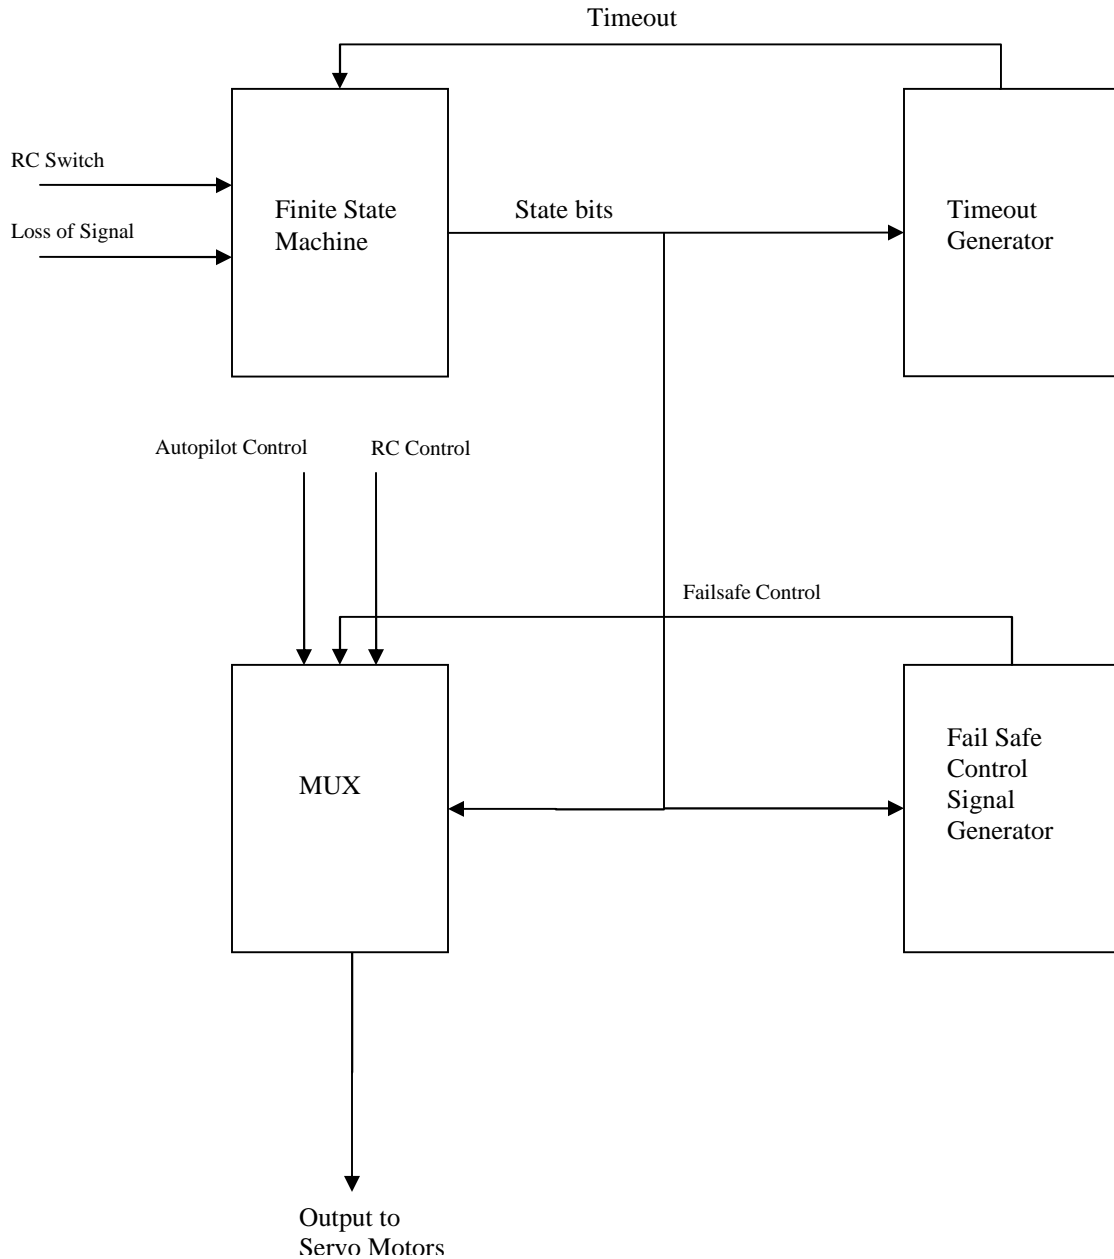 Timeout
RC Switch
Loss of Signal
Finite State
Machine
State bits
Timeout
Generator
Autopilot Control
RC Control
Failsafe Control
MUX
Fail Safe
Control
Signal
Generator
Output to
Servo Motors